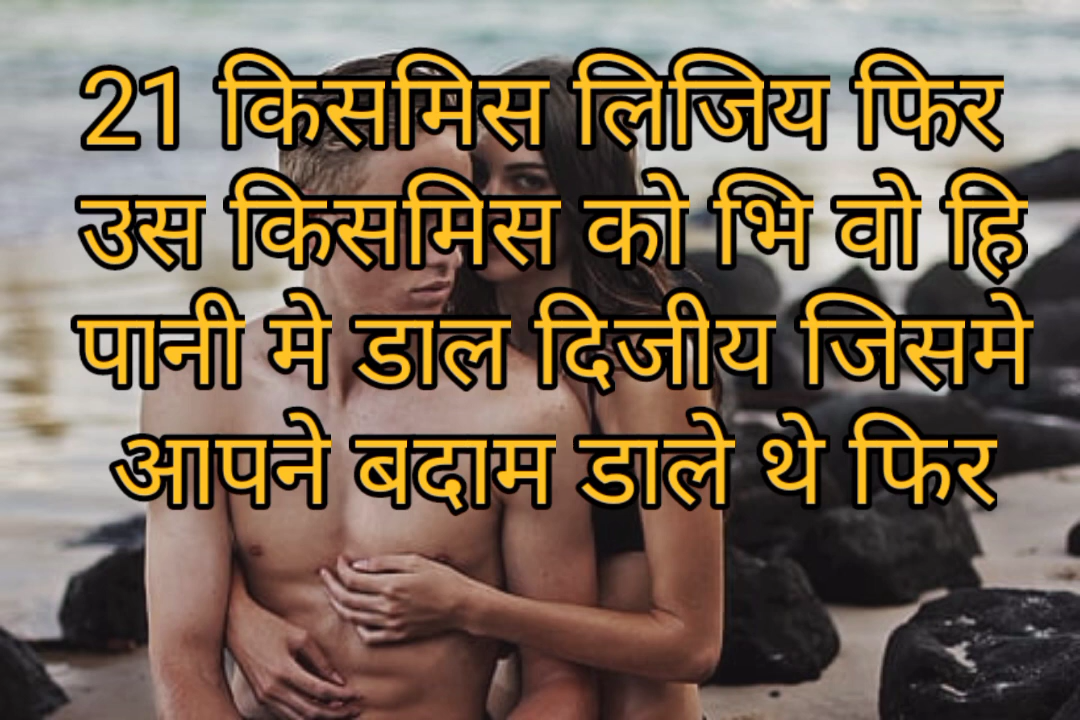 21 किसमिस लिजिय फिर
उस किसमिस को भि वो हि
पानी मे डाल दिजीय जिसमे
आपने बदाम डाले थे फिर